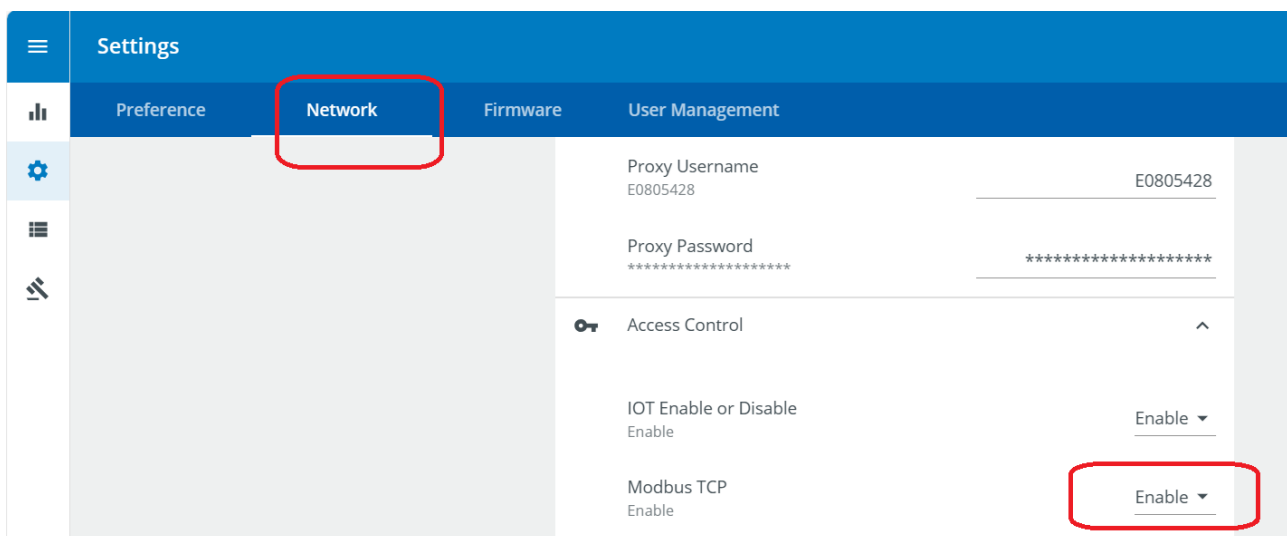 Settings
Preference Network Firmware User Management
Proxy Username
E0805428
E0805428
Proxy Password
********************
********************
Access Control
IOT Enable or Disable
Enable
Enable
Modbus TCP
Enable
Enable